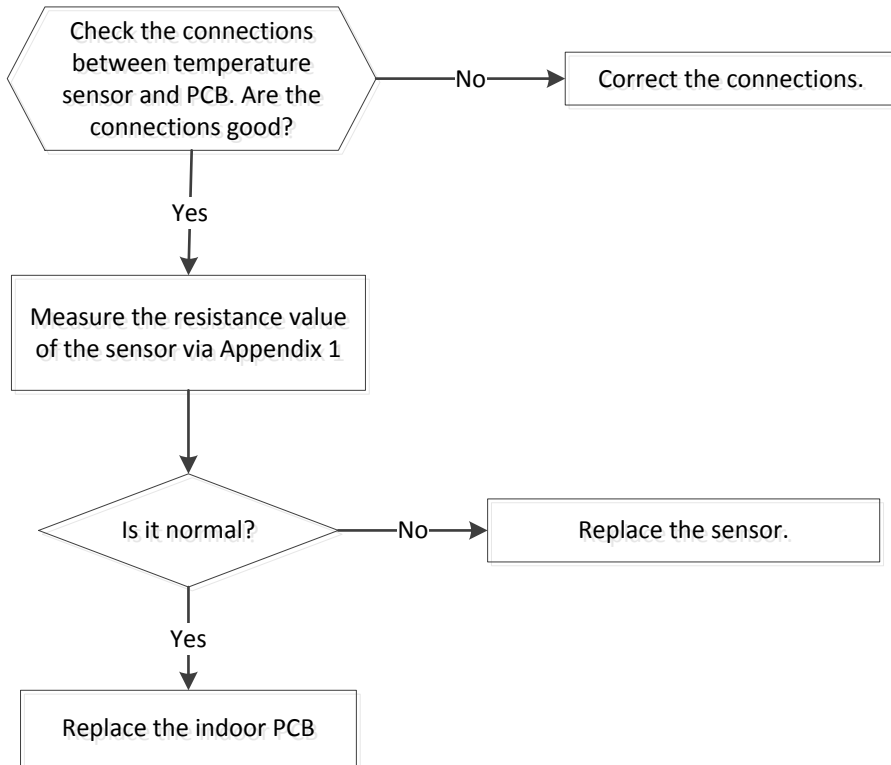 Check the connections
between temperature
sensor and PCB. Are the
connections good?
No
Correct the connections.
Yes
Measure the resistance value
of the sensor via Appendix 1
Is it normal?
No
Replace the sensor.
Yes
Replace the indoor PCB